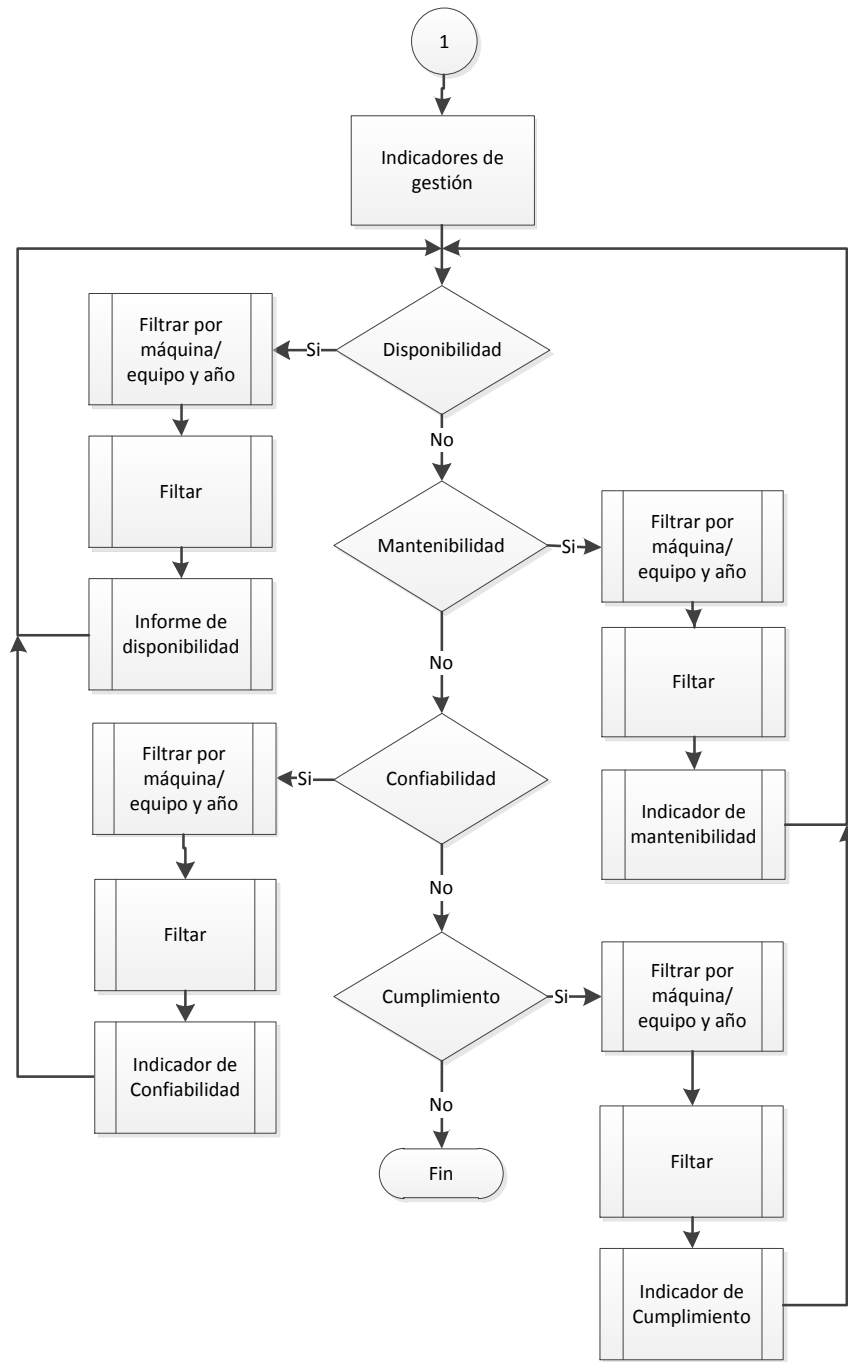 1
Indicadores de
gestión
Disponibilidad
Si
Filtrar por
máquina/
equipo y año
Filtar
Informe de
disponibilidad
No
Mantenibilidad
Si
Filtrar por
máquina/
equipo y año
Filtar
Indicador de
mantenibilidad
No
Confiabilidad
Si
Filtrar por
máquina/
equipo y año
Filtar
Indicador de
Confiabilidad
No
Cumplimiento
Si
Filtrar por
máquina/
equipo y año
Filtar
Indicador de
Cumplimiento
No
Fin